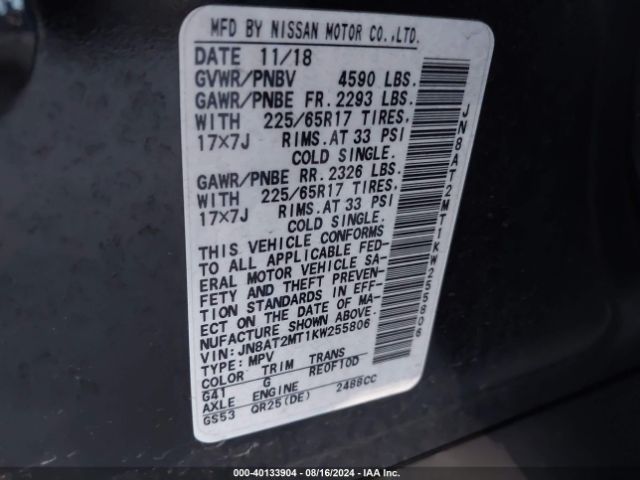 MFD BY NISSAN MOTOR CO.,LTD.
DATE 11/18
GVWR/PNBV 4590 LBS.
GAWR/PNBE FR. 2293 LBS.
WITH 225/65R17 TIRES.
17×7J RIMS. AT 33 PSI
COLD SINGLE.
GAWR/PNBE RR. 2326 LBS.
WITH 225/65R17 TIRES.
17×7J RIMS. AT 33 PSI
COLD SINGLE.
THIS VEHICLE CONFORMS
TO ALL APPLICABLE FED-
ERAL MOTOR VEHICLE SA-
FETY AND THEFT PREVEN-
TION STANDARDS IN EFF-
ECT ON THE DATE OF MA-
NUFACTURE SHOWN ABOVE.
VIN: JN8AT2MT1KW255806
TYPE: MPV
COLOR TRIM TRANS
G41 G RE0F10D
AXLE ENGINE
GS53 QR25(DE) 2488CC
JN8AT2MT1KW255806
000-40133904 - 08/16/2024 - IAA Inc.